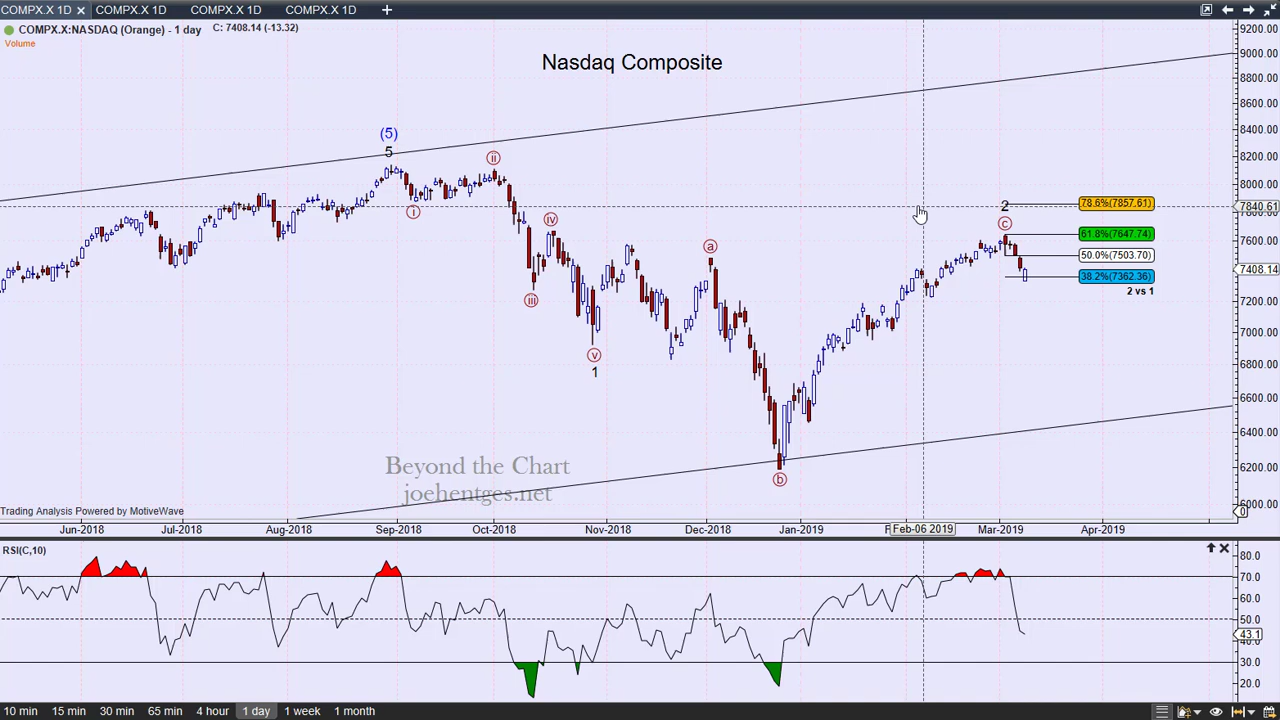 COMPX.X 1D COMPX.X 1D COMPX.X 1D COMPX.X 1D
COMPX.X:NASDAQ (Orange) - 1 day C: 7408.14 (-13.32)
Volume
Nasdaq Composite
9200.00
9000.00
8800.00
8600.00
8400.00
8200.00
8000.00
7840.61
7600.00
7408.14
7200.00
7000.00
6800.00
6600.00
6400.00
6200.00
6000.00
0
(5)
5
i
ii
iii
iv
v
1
a
b
2
c
78.6%(7857.61)
61.8%(7647.74)
50.0%(7503.70)
38.2%(7362.36)
2 vs 1
Beyond the Chart
joehentges.net
Trading Analysis Powered by MotiveWave
Jun-2018 Jul-2018 Aug-2018 Sep-2018 Oct-2018 Nov-2018 Dec-2018 Jan-2019 Feb-06 2019 Mar-2019 Apr-2019
RSI(C,10)
80.0
70.0
60.0
50.0
43.1
30.0
20.0
10 min 15 min 30 min 65 min 4 hour 1 day 1 week 1 month